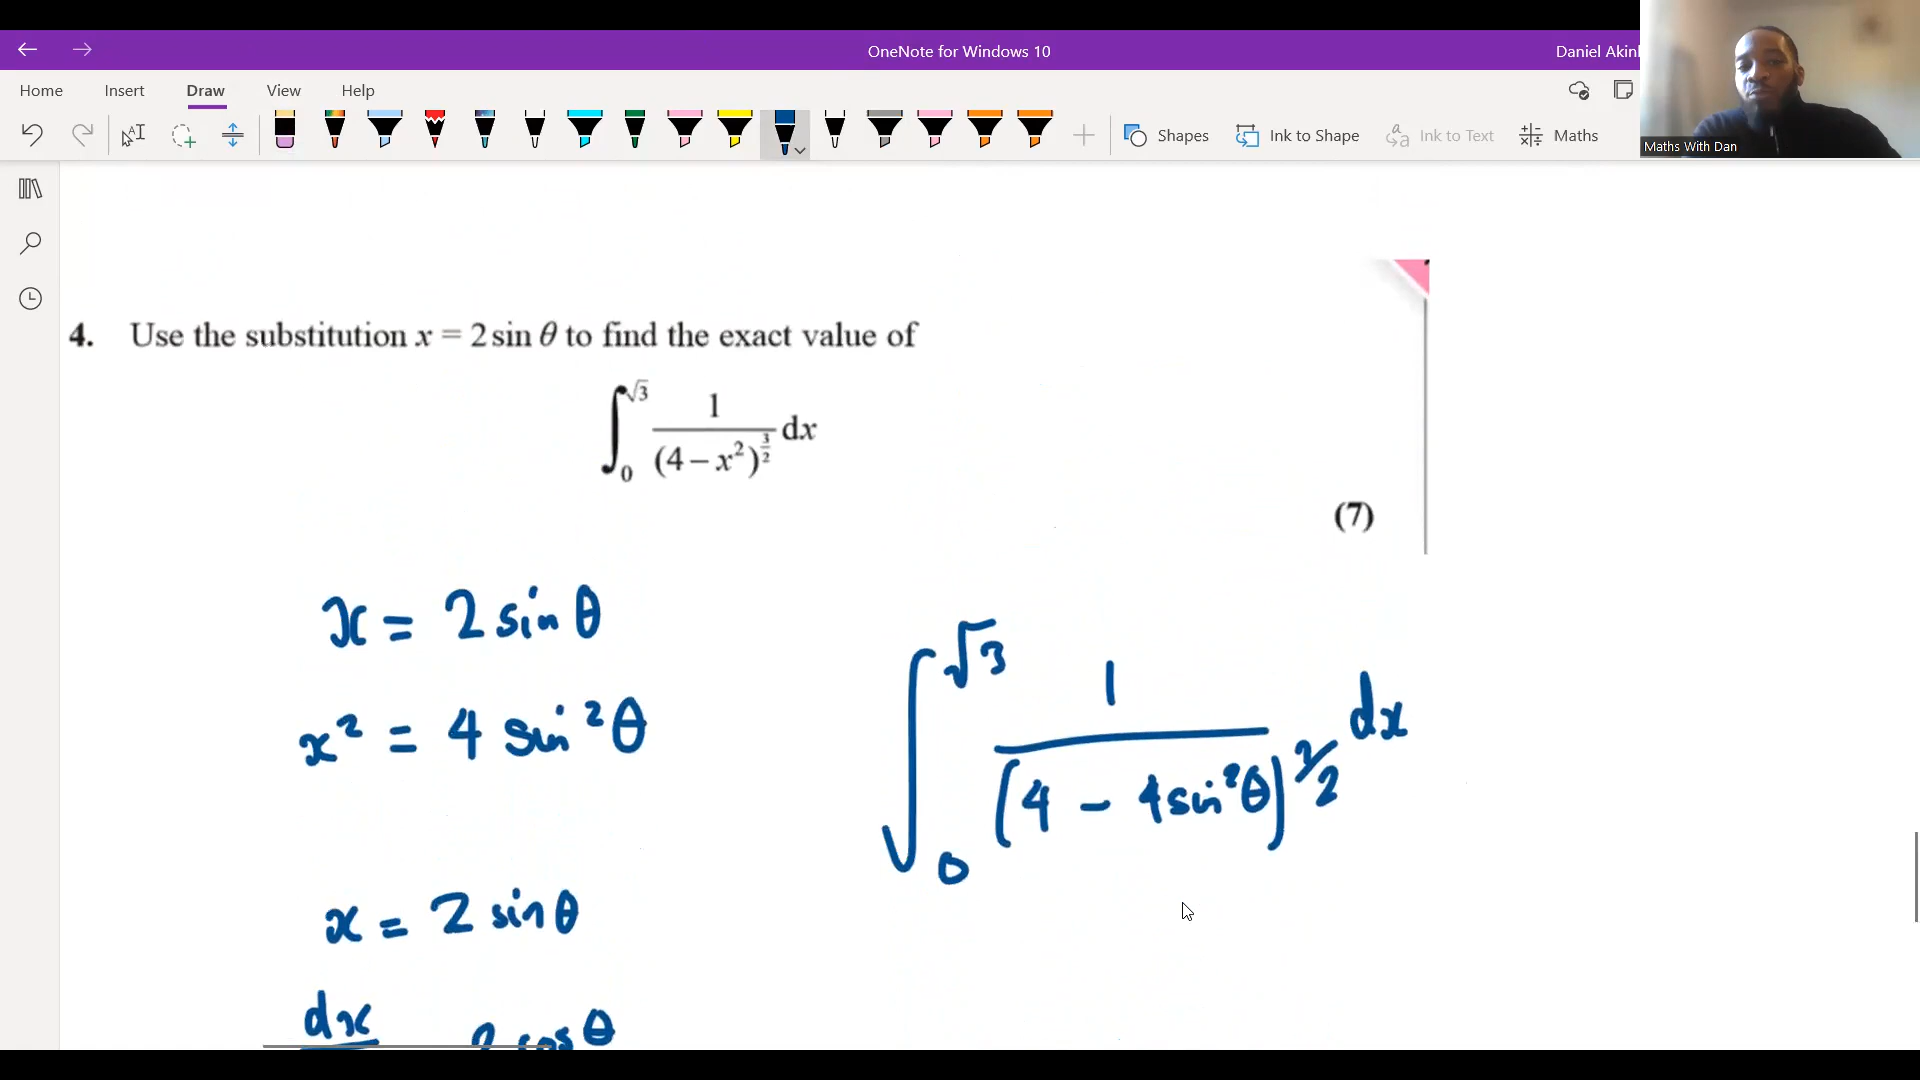 OneNote for Windows 10
Daniel Akinl
Home Insert Draw View Help
Shapes Ink to Shape Ink to Text Maths
Maths With Dan
4. Use the substitution x = 2 sin θ to find the exact value of
∫₀^√3 1/(4 – x²)^(3/2) dx
(7)
x = 2 sin θ
x² = 4 sin²θ
∫₀^√3 1/(4 – 4sin²θ)^(3/2) dx
x = 2 sin θ
dx 2 cos θ